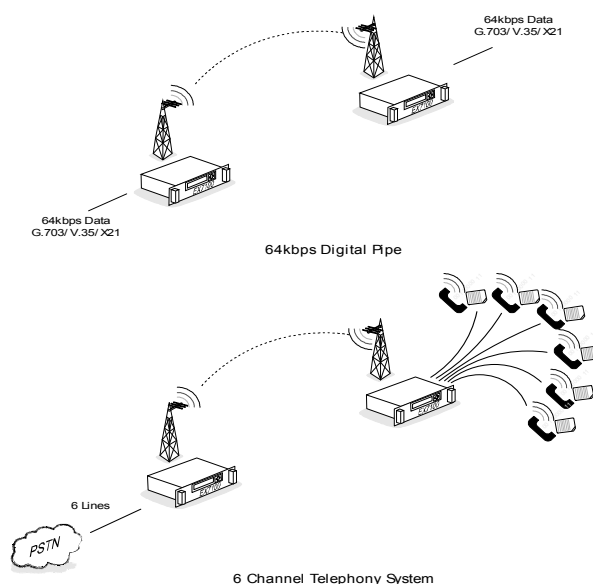 64kbps Data
G.703/ V.35/ X21
64kbps Data
G.703/ V.35/ X21
64kbps Digital Pipe
6 Lines
PSTN
6 Channel Telephony System